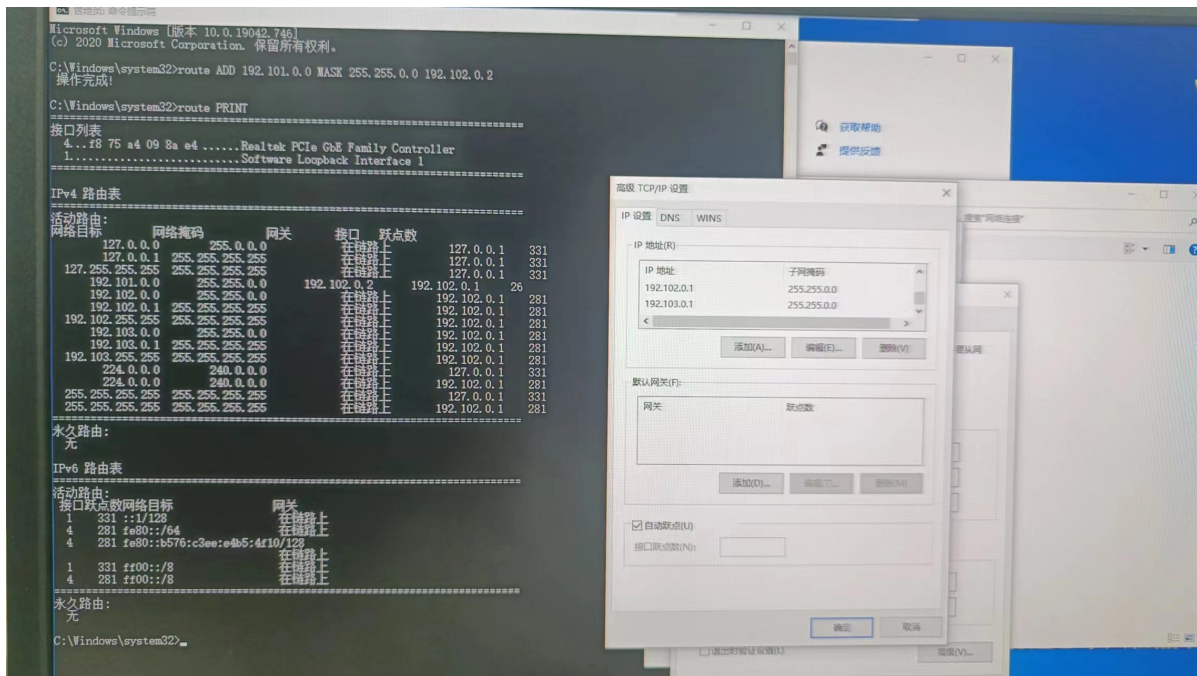 管理员: 命令提示符
Microsoft Windows [版本 10.0.19042.746]
(c) 2020 Microsoft Corporation. 保留所有权利。
C:\Windows\system32>route ADD 192.101.0.0 MASK 255.255.0.0 192.102.0.2
操作完成!
C:\Windows\system32>route PRINT
===========================================================================
接口列表
4...f8 75 a4 09 8a e4 ......Realtek PCIe GbE Family Controller
1...........................Software Loopback Interface 1
===========================================================================
IPv4 路由表
===========================================================================
活动路由:
网络目标 网络掩码 网关 接口 跃点数
127.0.0.0 255.0.0.0 在链路上 127.0.0.1 331
127.0.0.1 255.255.255.255 在链路上 127.0.0.1 331
127.255.255.255 255.255.255.255 在链路上 127.0.0.1 331
192.101.0.0 255.255.0.0 192.102.0.2 192.102.0.1 26
192.102.0.0 255.255.0.0 在链路上 192.102.0.1 281
192.102.0.1 255.255.255.255 在链路上 192.102.0.1 281
192.102.255.255 255.255.255.255 在链路上 192.102.0.1 281
192.103.0.0 255.255.0.0 在链路上 192.102.0.1 281
192.103.0.1 255.255.255.255 在链路上 192.102.0.1 281
192.103.255.255 255.255.255.255 在链路上 192.102.0.1 281
224.0.0.0 240.0.0.0 在链路上 127.0.0.1 331
224.0.0.0 240.0.0.0 在链路上 192.102.0.1 281
255.255.255.255 255.255.255.255 在链路上 127.0.0.1 331
255.255.255.255 255.255.255.255 在链路上 192.102.0.1 281
===========================================================================
永久路由:
无
IPv6 路由表
===========================================================================
活动路由:
接口跃点数网络目标 网关
1 331 ::1/128 在链路上
4 281 fe80::/64 在链路上
4 281 fe80::b576:c3ee:e4b5:4f10/128
在链路上
1 331 ff00::/8 在链路上
4 281 ff00::/8 在链路上
===========================================================================
永久路由:
无
C:\Windows\system32>
获取帮助
提供反馈
搜索"网络连接"
高级 TCP/IP 设置
IP 设置 DNS WINS
IP 地址(R)
IP 地址 子网掩码
192.102.0.1 255.255.0.0
192.103.0.1 255.255.0.0
添加(A)... 编辑(E)... 删除(V)
默认网关(F):
网关 跃点数
添加(D)... 编辑(T)... 删除(M)
自动跃点(U)
接口跃点数(N):
确定 取消
退出时验证设置(L)
高级(V)...